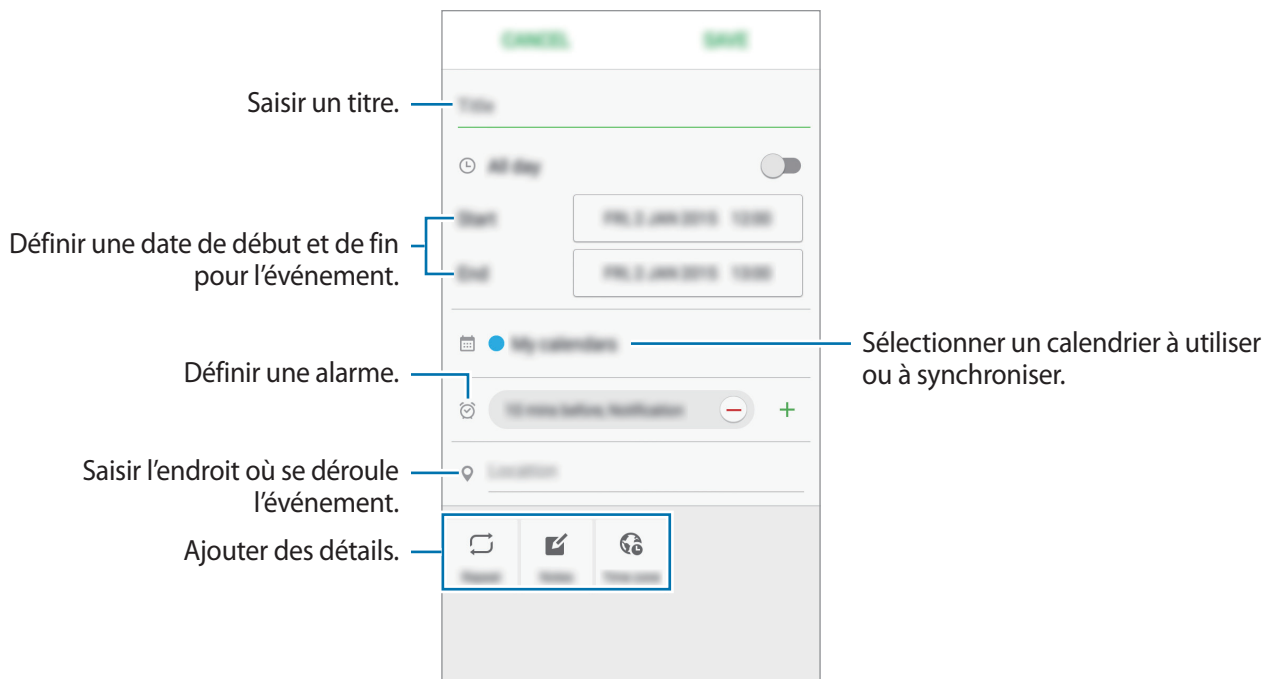 CANCEL SAVE
Saisir un titre.
Title
All day
Définir une date de début et de fin
pour l'événement.
Start
End
My calendars
Sélectionner un calendrier à utiliser
ou à synchroniser.
Définir une alarme.
10 mins before, Notification
Saisir l'endroit où se déroule
l'événement.
Location
Ajouter des détails.